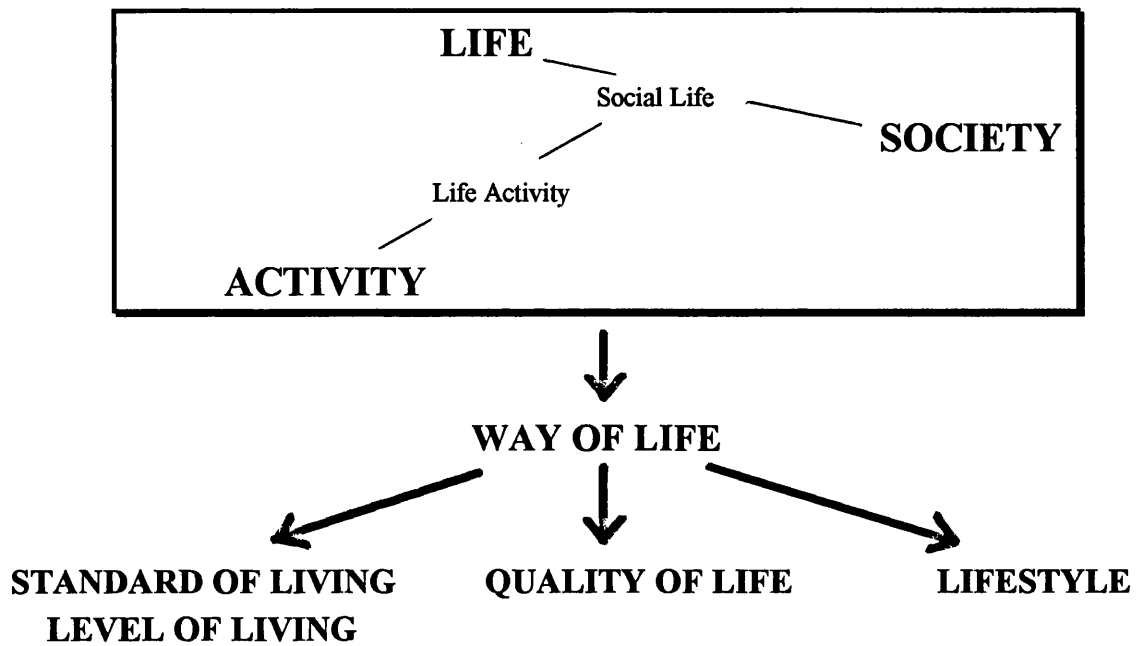 LIFE
Social Life
SOCIETY
Life Activity
ACTIVITY
WAY OF LIFE
STANDARD OF LIVING
LEVEL OF LIVING
QUALITY OF LIFE
LIFESTYLE